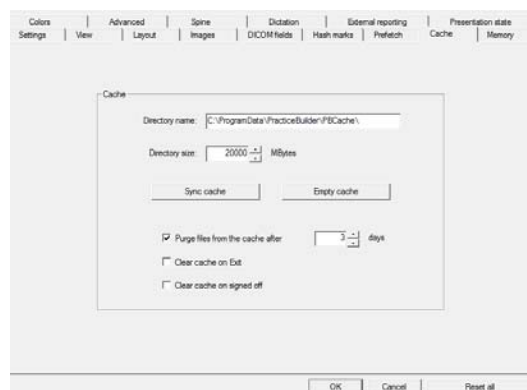 Colors Advanced Spine Dictation External reporting Presentation state
Settings View Layout Images DICOM fields Hash marks Prefetch Cache Memory
Cache
Directory name: C:\ProgramData\PracticeBuilder\PBCache\
Directory size: 20000 MBytes
Sync cache Empty cache
Purge files from the cache after 3 days
Clear cache on Exit
Clear cache on signed off
OK Cancel Reset all